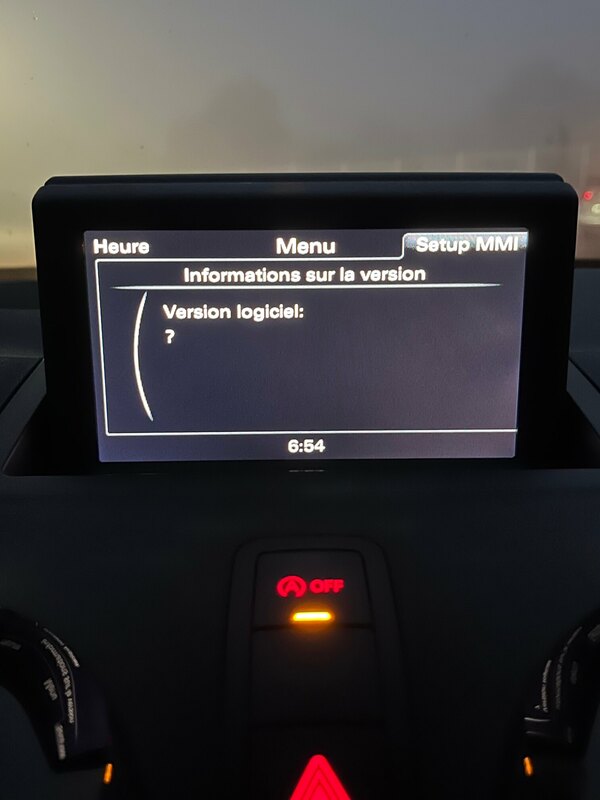 Heure Menu Setup MMI
Informations sur la version
Version logiciel:
?
6:54
OFF